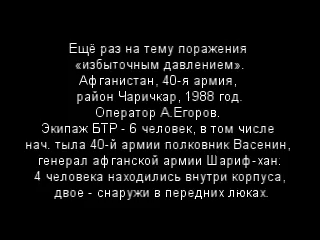 Ещё раз на тему поражения
«избыточным давлением».
Афганистан, 40-я армия,
район Чаричкар, 1988 год.
Оператор А.Егоров.
Экипаж БТР - 6 человек, в том числе
нач. тыла 40-й армии полковник Васенин,
генерал афганской армии Шариф-хан:
4 человека находились внутри корпуса,
двое - снаружи в передних люках.